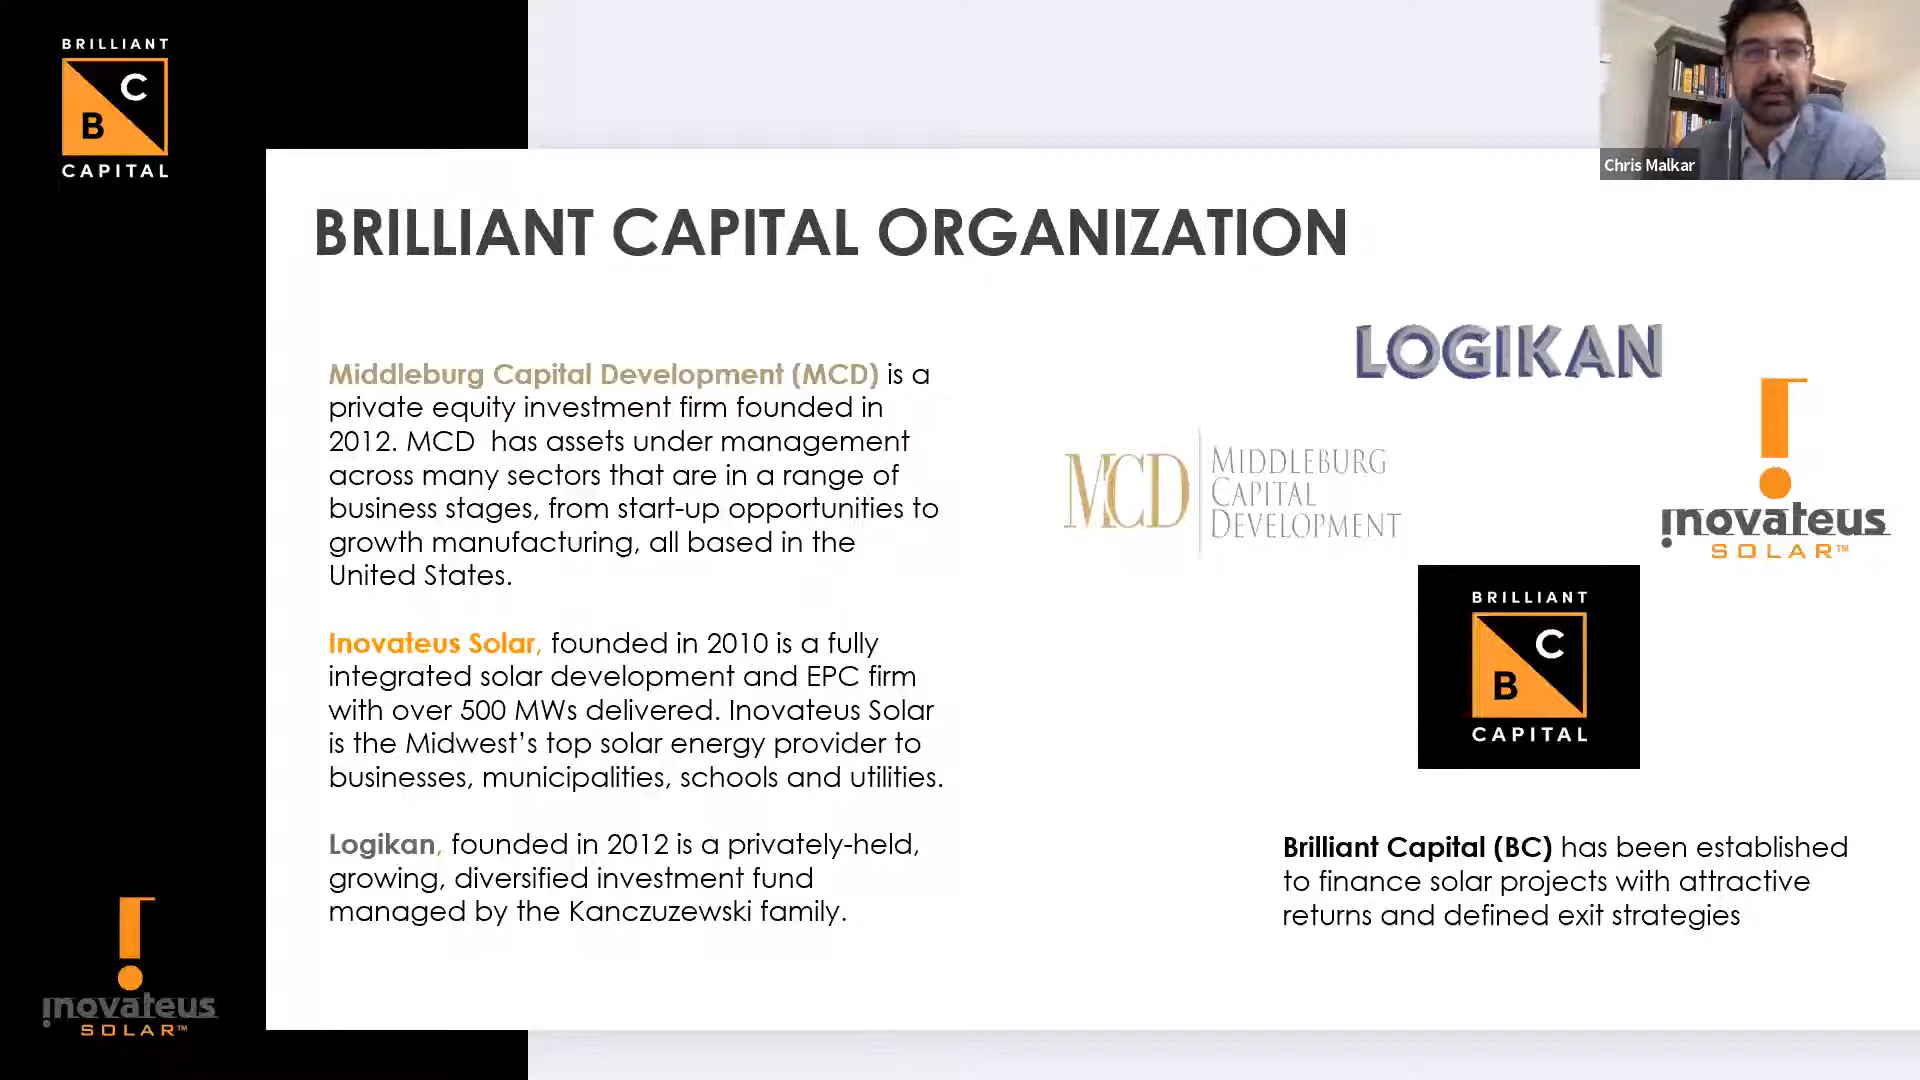 BRILLIANT
C
B
CAPITAL
Chris Malkar
BRILLIANT CAPITAL ORGANIZATION
Middleburg Capital Development (MCD) is a
private equity investment firm founded in
2012. MCD  has assets under management
across many sectors that are in a range of
business stages, from start-up opportunities to
growth manufacturing, all based in the
United States.
Inovateus Solar, founded in 2010 is a fully
integrated solar development and EPC firm
with over 500 MWs delivered. Inovateus Solar
is the Midwest’s top solar energy provider to
businesses, municipalities, schools and utilities.
Logikan, founded in 2012 is a privately-held,
growing, diversified investment fund
managed by the Kanczuzewski family.
LOGIKAN
MCD
MIDDLEBURG
CAPITAL
DEVELOPMENT
inovateus
SOLAR™
BRILLIANT
C
B
CAPITAL
Brilliant Capital (BC) has been established
to finance solar projects with attractive
returns and defined exit strategies
inovateus
SOLAR™